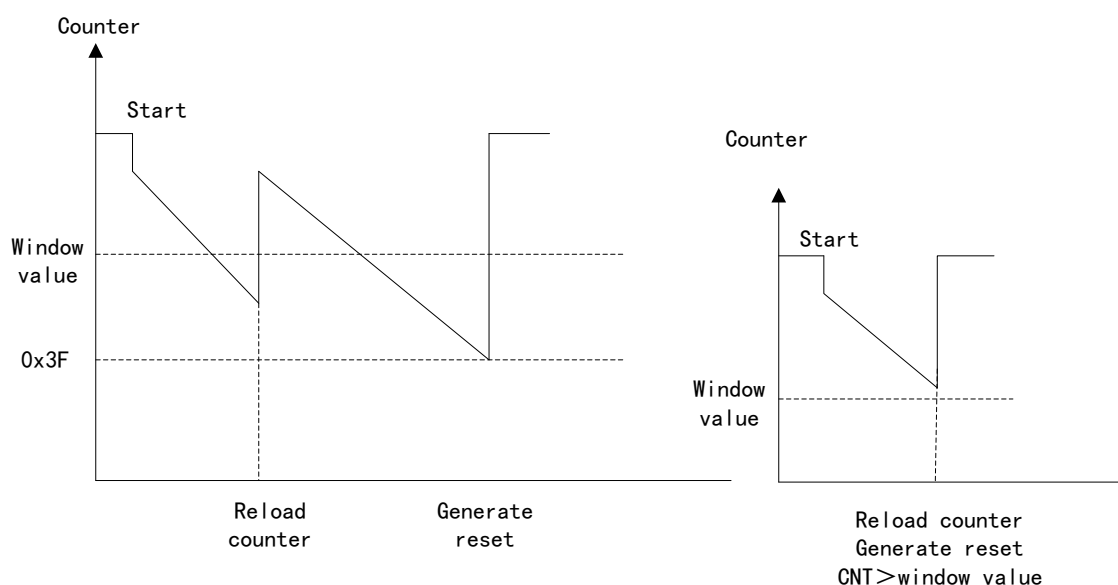 Counter
Start
Window
value
0x3F
Reload
counter
Generate
reset
Counter
Start
Window
value
Reload counter
Generate reset
CNT＞window value